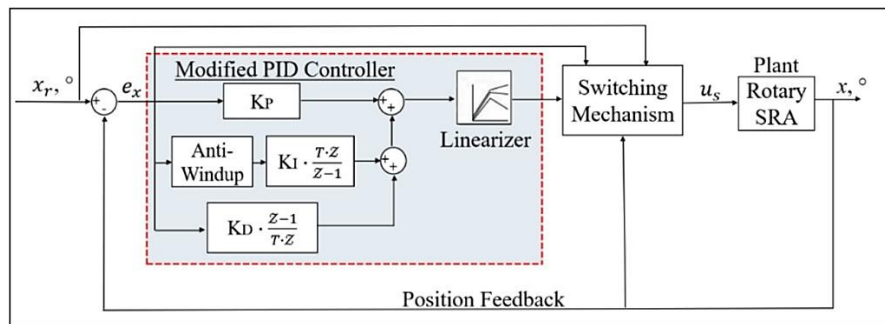 Modified PID Controller
x_r, °
+
-
e_x
K_P
+
+
Linearizer
Switching
Mechanism
u_s
Plant
Rotary
SRA
x, °
Anti-
Windup
K_I · T·Z/Z−1
+
+
K_D · Z−1/T·Z
Position Feedback